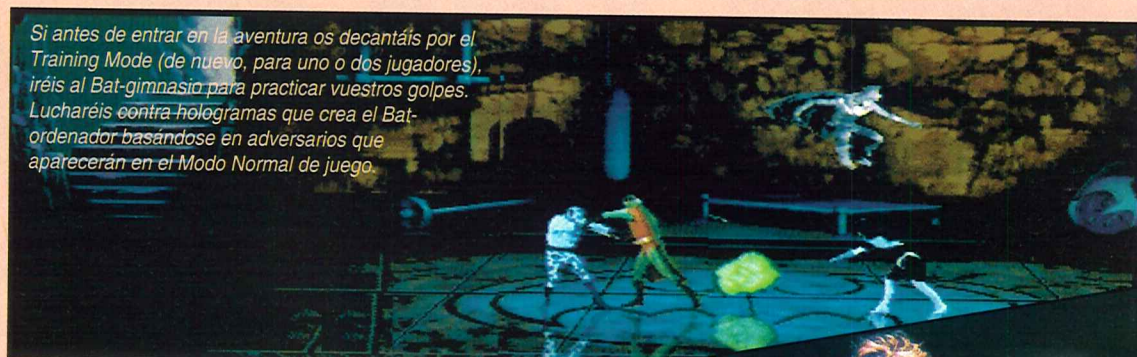 Si antes de entrar en la aventura os decantáis por el
Training Mode (de nuevo, para uno o dos jugadores),
iréis al Bat-gimnasio para practicar vuestros golpes.
Lucharéis contra hologramas que crea el Bat-
ordenador basándose en adversarios que
aparecerán en el Modo Normal de juego.